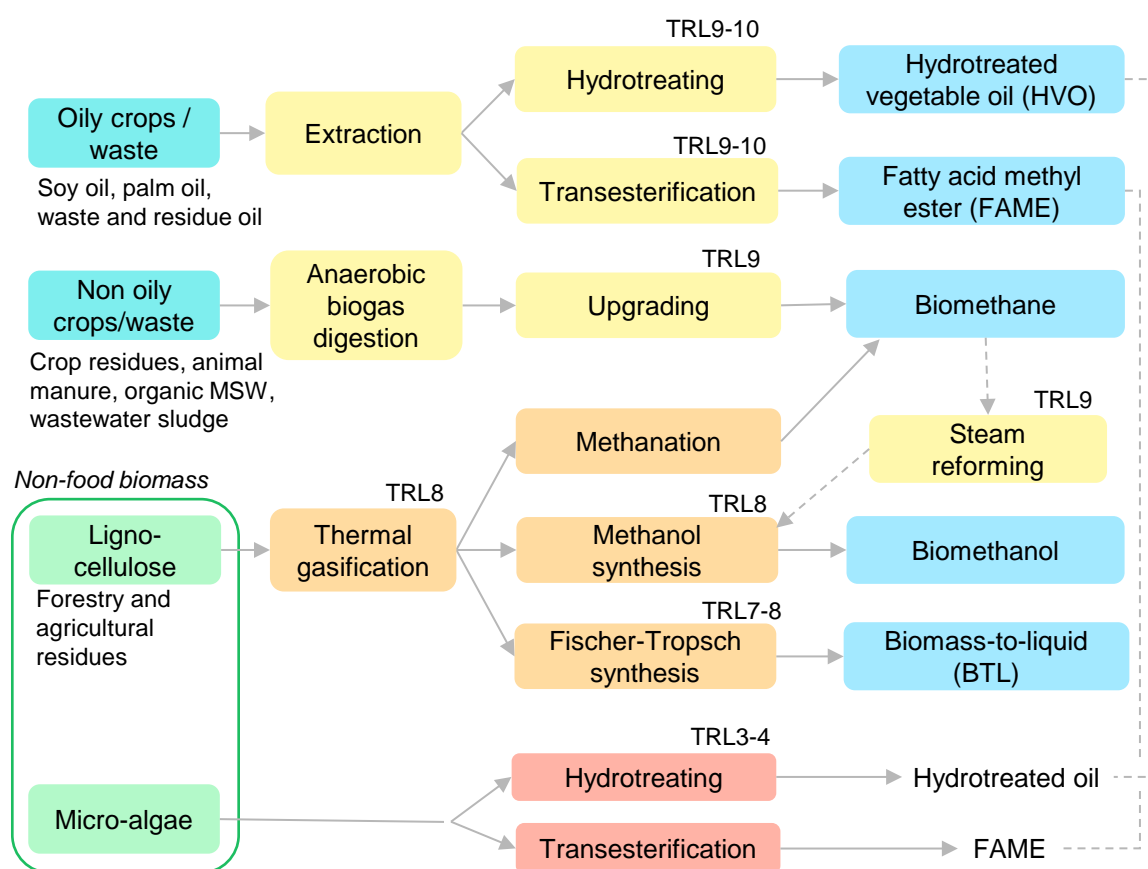 TRL9-10
Hydrotreating
Hydrotreated
vegetable oil (HVO)
Oily crops /
waste
Extraction
Soy oil, palm oil,
waste and residue oil
TRL9-10
Transesterification
Fatty acid methyl
ester (FAME)
Non oily
crops/waste
Anaerobic
biogas
digestion
TRL9
Upgrading
Biomethane
Crop residues, animal
manure, organic MSW,
wastewater sludge
Methanation
TRL9
Steam
reforming
Non-food biomass
Ligno-
cellulose
Forestry and
agricultural
residues
TRL8
Thermal
gasification
TRL8
Methanol
synthesis
Biomethanol
TRL7-8
Fischer-Tropsch
synthesis
Biomass-to-liquid
(BTL)
Micro-algae
TRL3-4
Hydrotreating
Hydrotreated oil
Transesterification
FAME